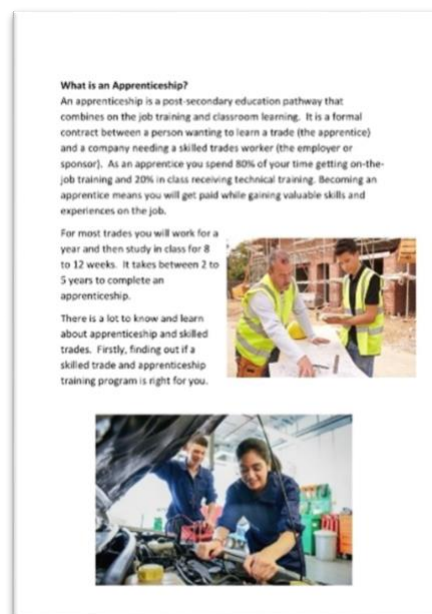 What is an Apprenticeship?
An apprenticeship is a post-secondary education pathway that
combines on the job training and classroom learning. It is a formal
contract between a person wanting to learn a trade (the apprentice)
and a company needing a skilled trades worker (the employer or
sponsor). As an apprentice you spend 80% of your time getting on-the-
job training and 20% in class receiving technical training. Becoming an
apprentice means you will get paid while gaining valuable skills and
experiences on the job.
For most trades you will work for a
year and then study in class for 8
to 12 weeks. It takes between 2 to
5 years to complete an
apprenticeship.
There is a lot to know and learn
about apprenticeship and skilled
trades. Firstly, finding out if a
skilled trade and apprenticeship
training program is right for you.